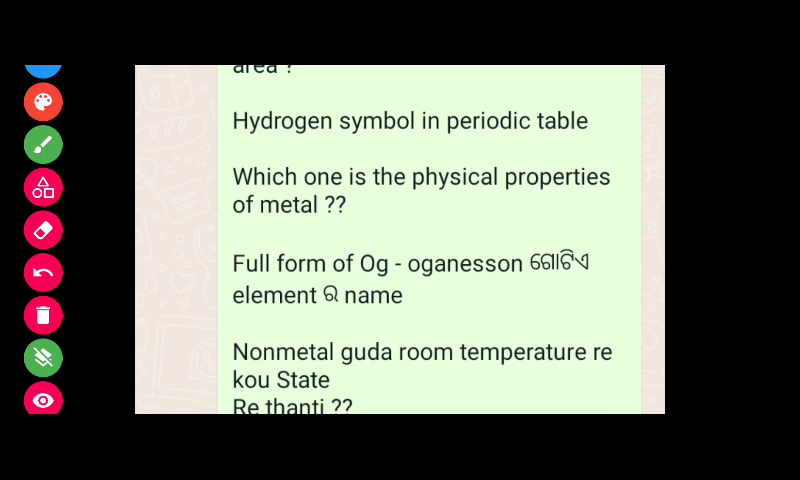 area ?
Hydrogen symbol in periodic table
Which one is the physical properties
of metal ??
Full form of Og - oganesson ଗୋଟିଏ
element ର name
Nonmetal guda room temperature re
kou State
Re thanti ??